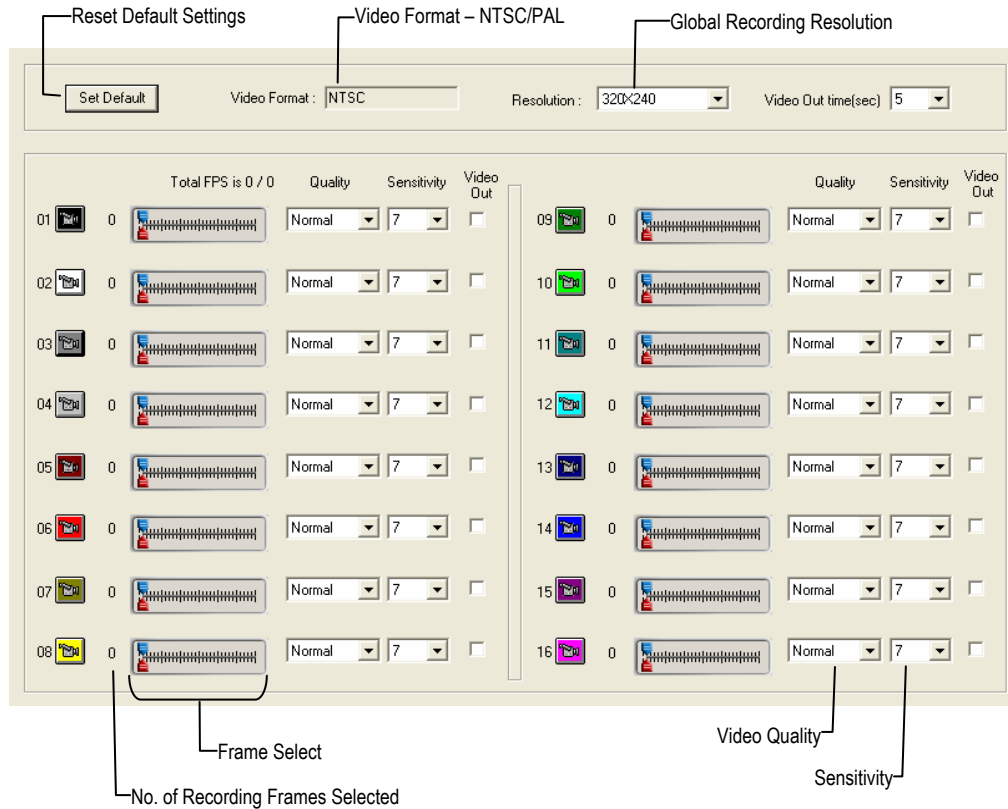 Reset Default Settings
Video Format – NTSC/PAL
Global Recording Resolution
Set Default Video Format : NTSC Resolution : 320X240 Video Out time(sec) 5
Total FPS is 0 / 0 Quality Sensitivity Video Out
01 0 Normal 7
02 0 Normal 7
03 0 Normal 7
04 0 Normal 7
05 0 Normal 7
06 0 Normal 7
07 0 Normal 7
08 0 Normal 7
Quality Sensitivity Video Out
09 0 Normal 7
10 0 Normal 7
11 0 Normal 7
12 0 Normal 7
13 0 Normal 7
14 0 Normal 7
15 0 Normal 7
16 0 Normal 7
Frame Select
No. of Recording Frames Selected
Video Quality
Sensitivity